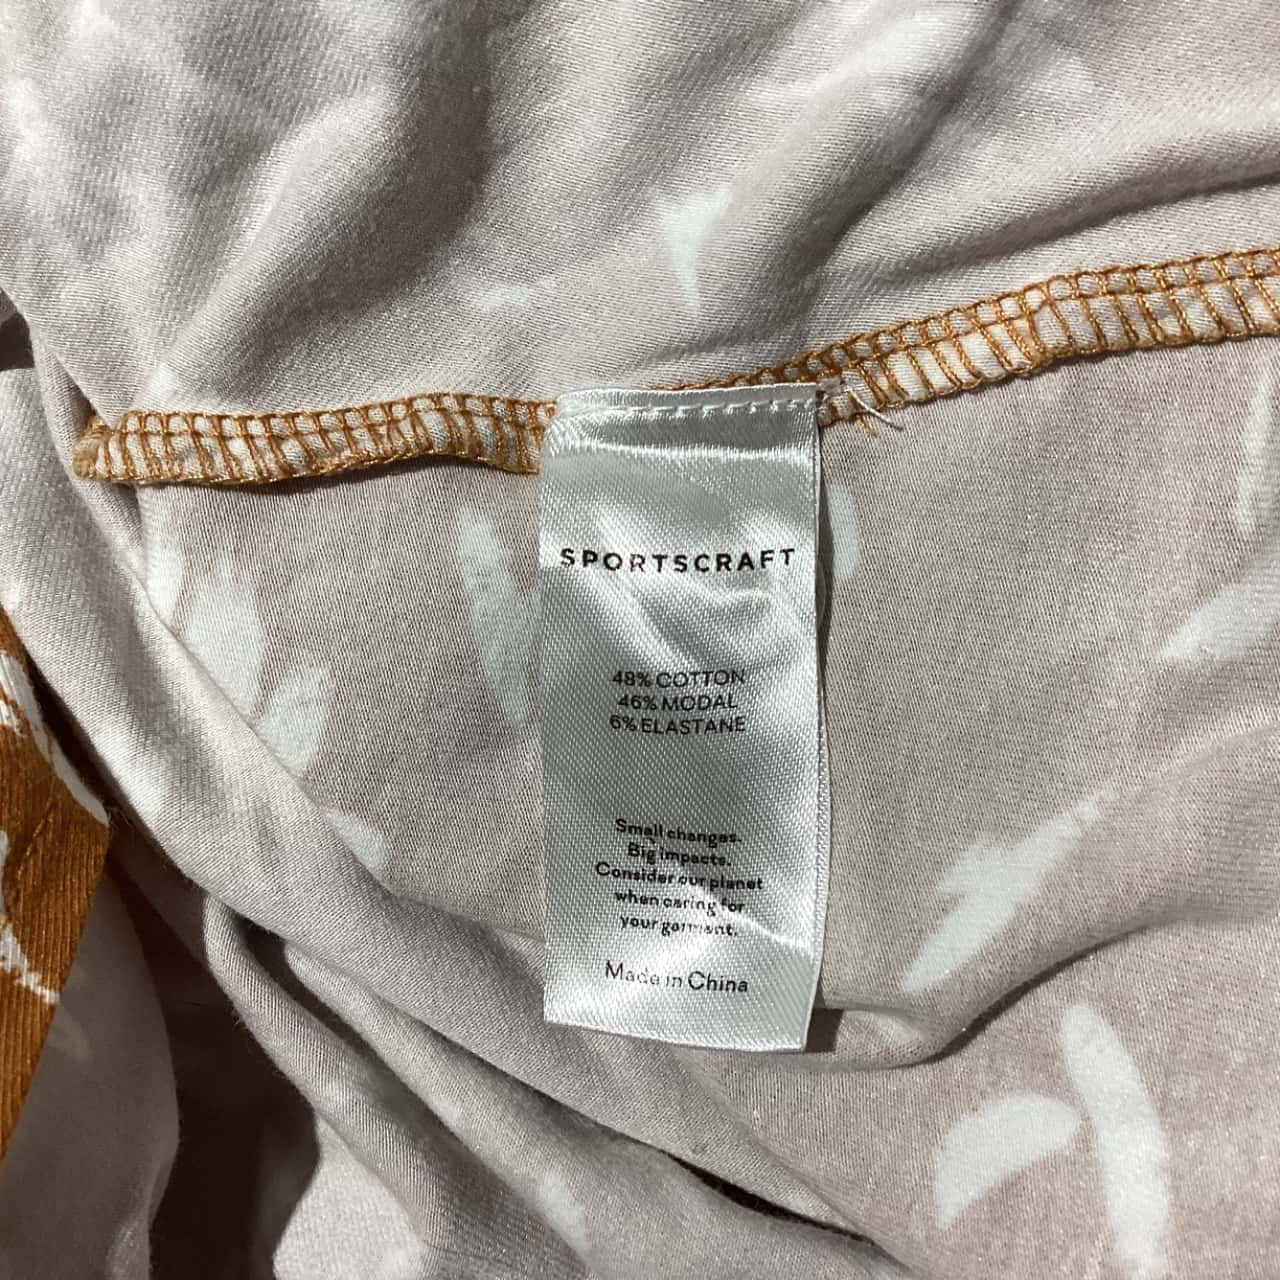 SPORTSCRAFT
48% COTTON
46% MODAL
6% ELASTANE
Small changes.
Big impacts.
Consider our planet
when caring for
your garment.
Made in China